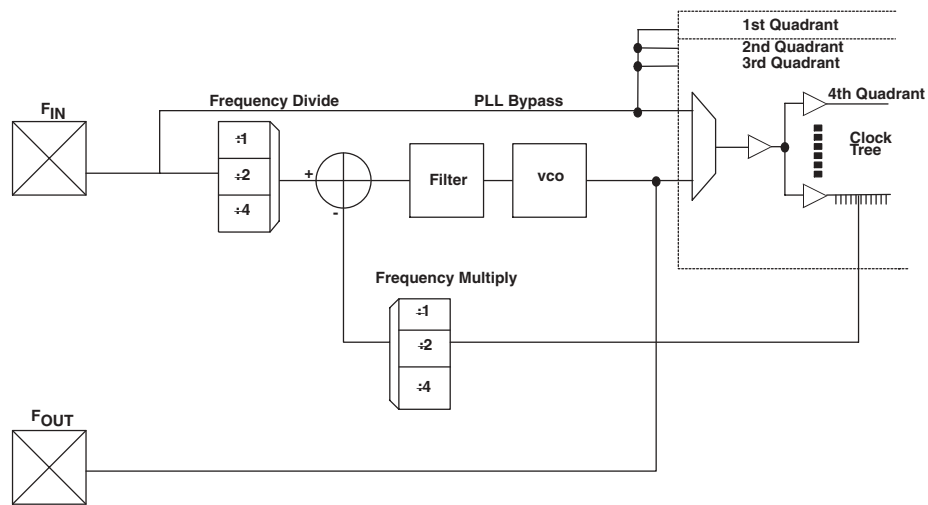 1st Quadrant
2nd Quadrant
3rd Quadrant
4th Quadrant
FIN
Frequency Divide
PLL Bypass
÷1
÷2
÷4
+
-
Filter
vco
Clock
Tree
Frequency Multiply
÷1
÷2
÷4
FOUT